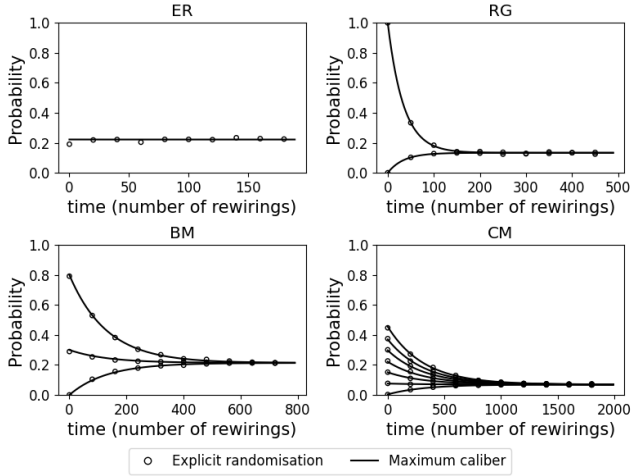 ER
RG
Probability
1.0
0.8
0.6
0.4
0.2
0.0
0 50 100 150
time (number of rewirings)
Probability
1.0
0.8
0.6
0.4
0.2
0.0
0 100 200 300 400 500
time (number of rewirings)
BM
CM
Probability
1.0
0.8
0.6
0.4
0.2
0.0
0 200 400 600 800
time (number of rewirings)
Probability
1.0
0.8
0.6
0.4
0.2
0.0
0 500 1000 1500 2000
time (number of rewirings)
Explicit randomisation Maximum caliber